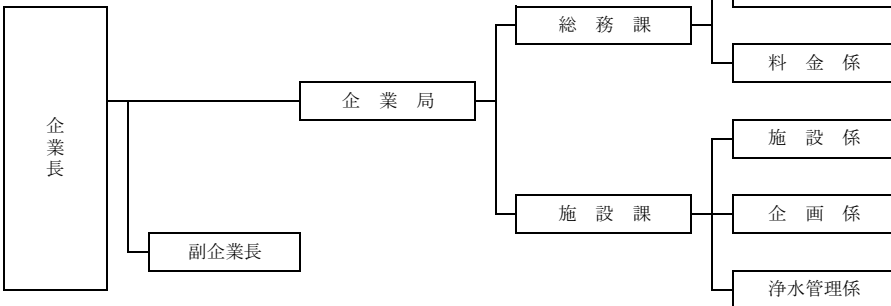 総　務　課
料　金　係
企　業　局
企業長
施　設　係
施　設　課
企　画　係
副企業長
浄水管理係